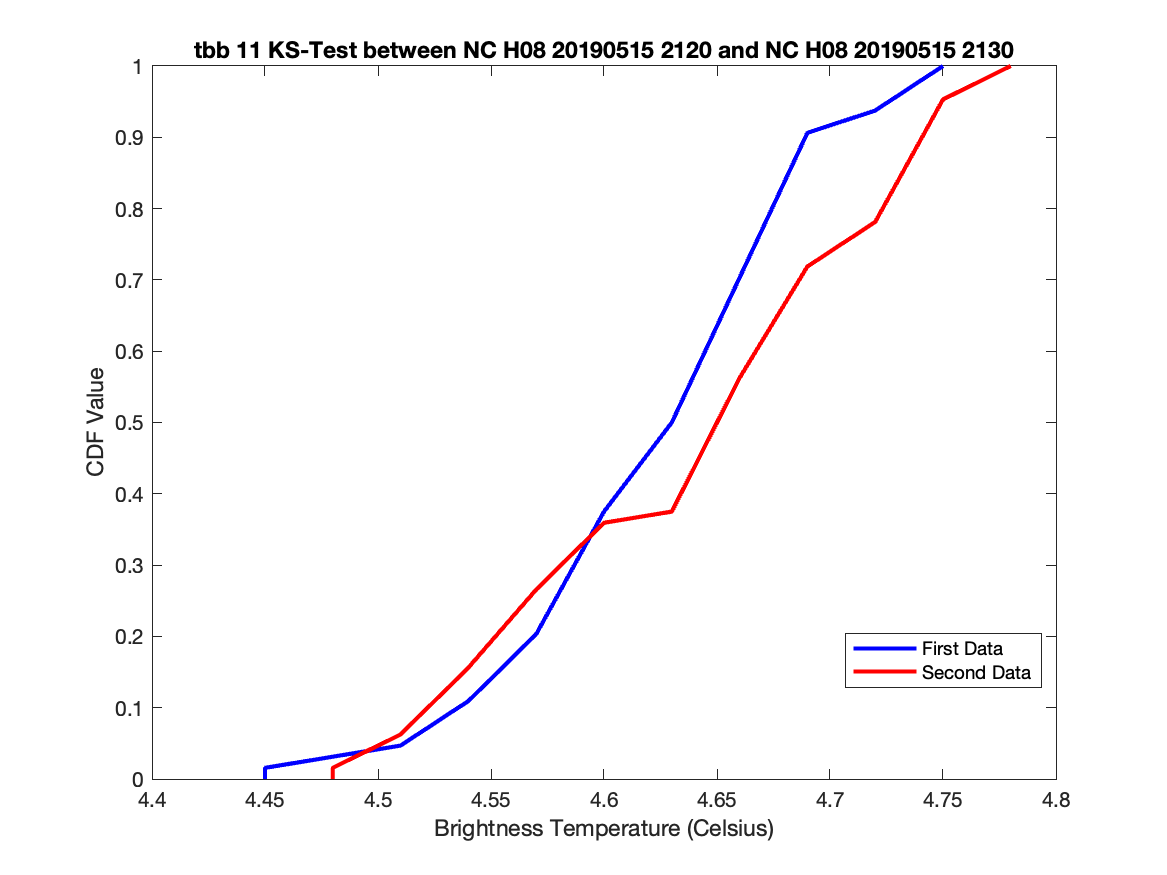 tbb 11 KS-Test between NC H08 20190515 2120 and NC H08 20190515 2130
1
0.9
0.8
0.7
0.6
0.5
0.4
0.3
0.2
0.1
0
CDF Value
First Data
Second Data
4.4 4.45 4.5 4.55 4.6 4.65 4.7 4.75 4.8
Brightness Temperature (Celsius)